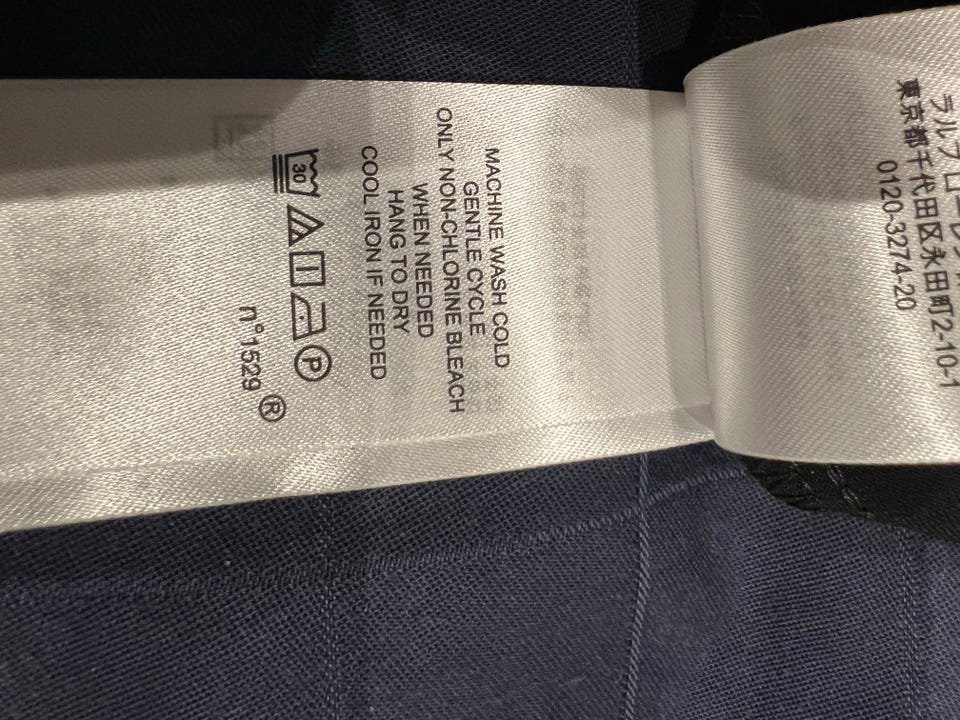 MACHINE WASH COLD
GENTLE CYCLE
ONLY NON-CHLORINE BLEACH
WHEN NEEDED
HANG TO DRY
COOL IRON IF NEEDED
30 P
®
n°1529
東京都千代田区永田町2-10-1
0120-3274-20